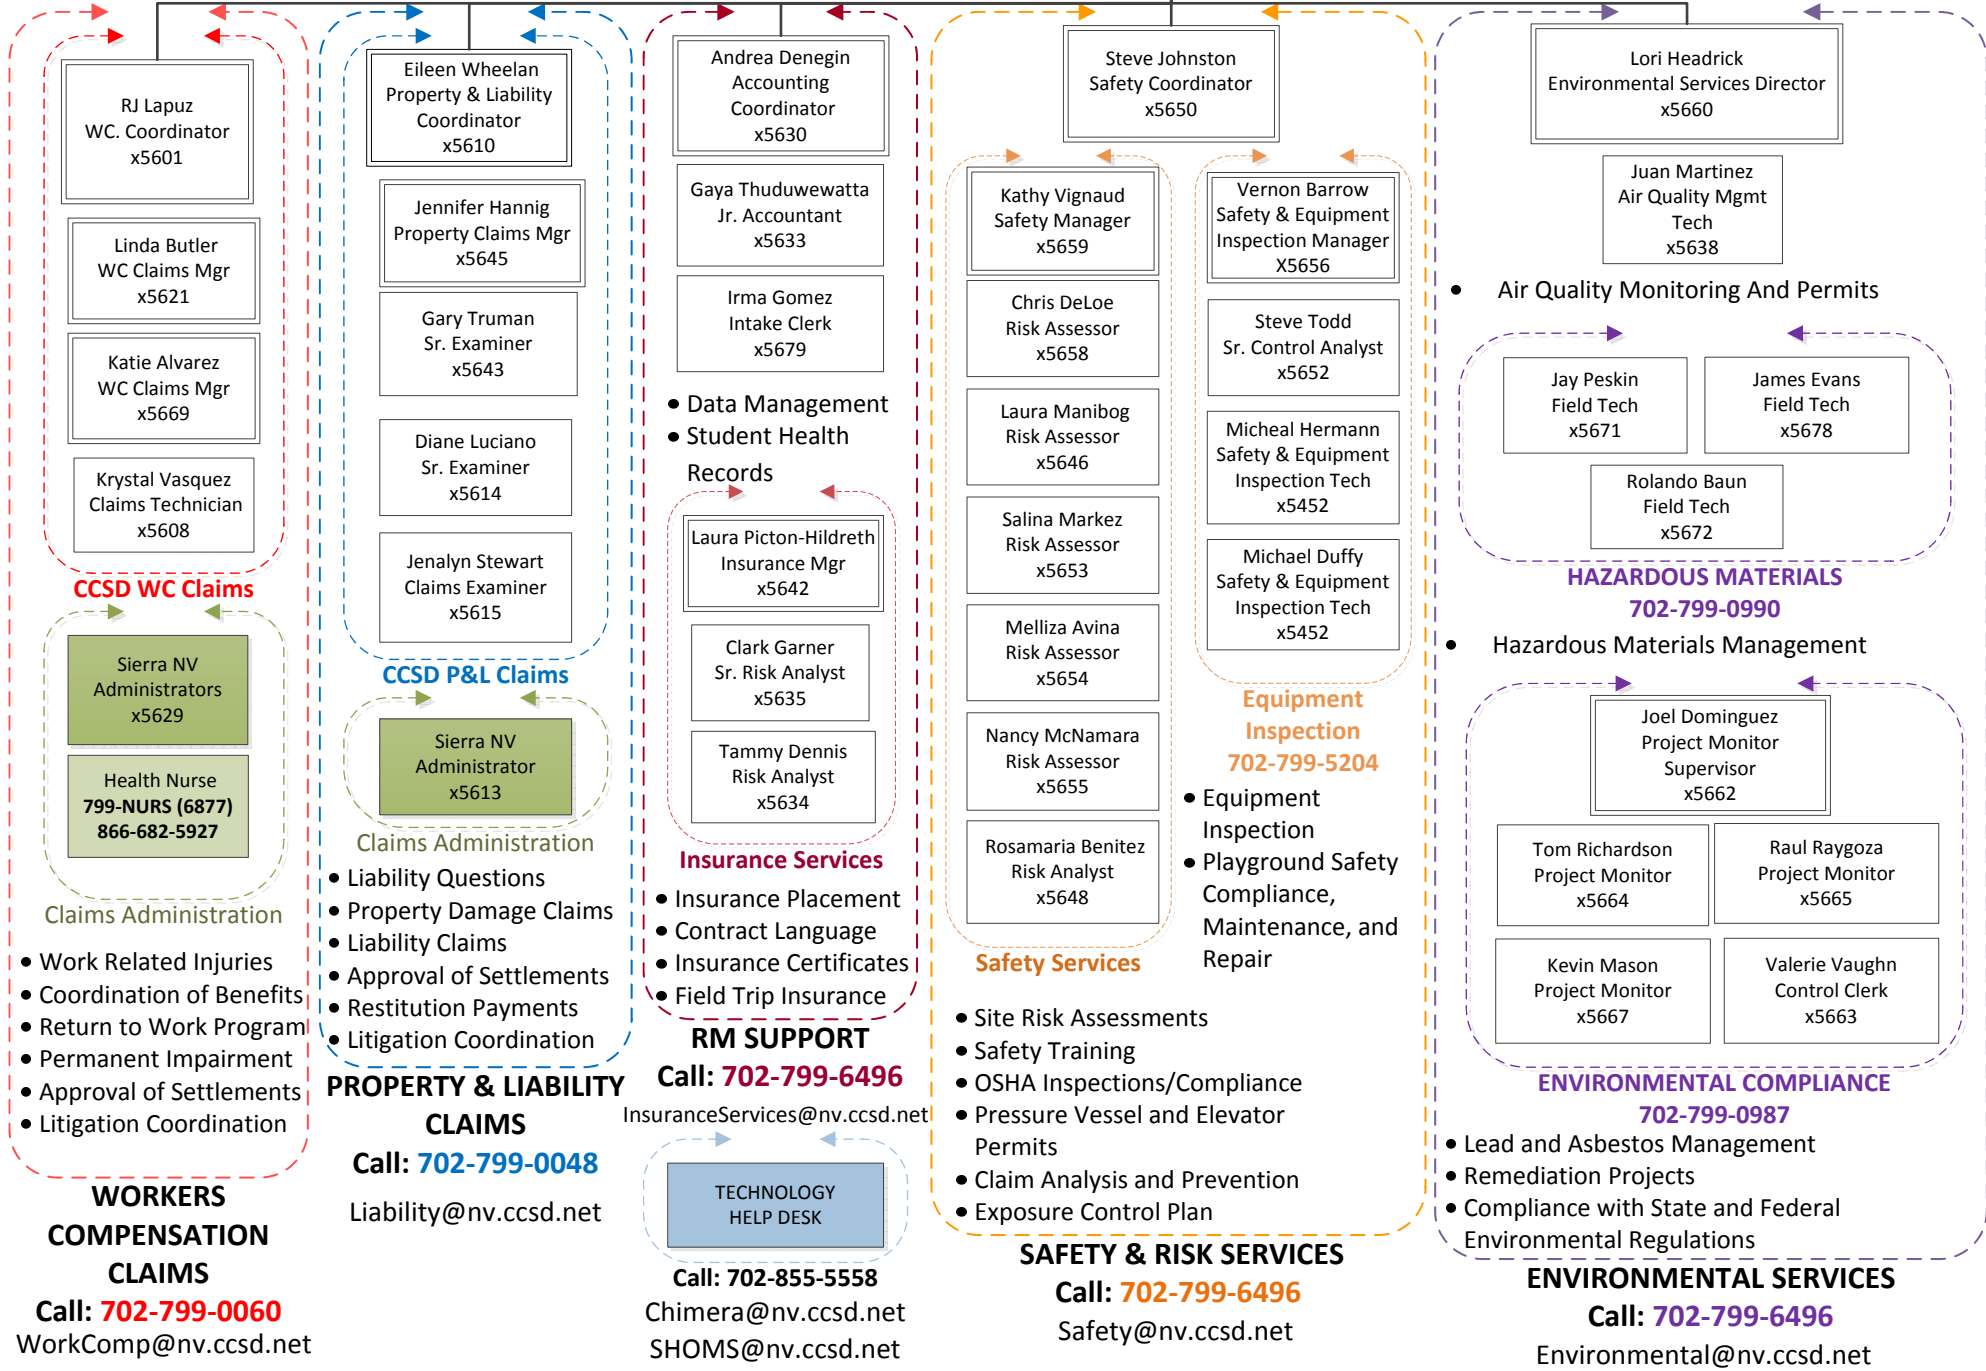 RJ Lapuz
WC. Coordinator
x5601
Linda Butler
WC Claims Mgr
x5621
Katie Alvarez
WC Claims Mgr
x5669
Krystal Vasquez
Claims Technician
x5608
CCSD WC Claims
Sierra NV
Administrators
x5629
Health Nurse
799-NURS (6877)
866-682-5927
Claims Administration
• Work Related Injuries
• Coordination of Benefits
• Return to Work Program
• Permanent Impairment
• Approval of Settlements
• Litigation Coordination
WORKERS
COMPENSATION
CLAIMS
Call: 702-799-0060
WorkComp@nv.ccsd.net
Eileen Wheelan
Property & Liability
Coordinator
x5610
Jennifer Hannig
Property Claims Mgr
x5645
Gary Truman
Sr. Examiner
x5643
Diane Luciano
Sr. Examiner
x5614
Jenalyn Stewart
Claims Examiner
x5615
CCSD P&L Claims
Sierra NV
Administrator
x5613
Claims Administration
• Liability Questions
• Property Damage Claims
• Liability Claims
• Approval of Settlements
• Restitution Payments
• Litigation Coordination
PROPERTY & LIABILITY
CLAIMS
Call: 702-799-0048
Liability@nv.ccsd.net
Andrea Denegin
Accounting
Coordinator
x5630
Gaya Thuduwewatta
Jr. Accountant
x5633
Irma Gomez
Intake Clerk
x5679
• Data Management
• Student Health
Records
Laura Picton-Hildreth
Insurance Mgr
x5642
Clark Garner
Sr. Risk Analyst
x5635
Tammy Dennis
Risk Analyst
x5634
Insurance Services
• Insurance Placement
• Contract Language
• Insurance Certificates
• Field Trip Insurance
RM SUPPORT
Call: 702-799-6496
InsuranceServices@nv.ccsd.net
TECHNOLOGY
HELP DESK
Call: 702-855-5558
Chimera@nv.ccsd.net
SHOMS@nv.ccsd.net
Steve Johnston
Safety Coordinator
x5650
Kathy Vignaud
Safety Manager
x5659
Chris DeLoe
Risk Assessor
x5658
Laura Manibog
Risk Assessor
x5646
Salina Markez
Risk Assessor
x5653
Melliza Avina
Risk Assessor
x5654
Nancy McNamara
Risk Assessor
x5655
Rosamaria Benitez
Risk Analyst
x5648
Safety Services
Vernon Barrow
Safety & Equipment
Inspection Manager
X5656
Steve Todd
Sr. Control Analyst
x5652
Micheal Hermann
Safety & Equipment
Inspection Tech
x5452
Michael Duffy
Safety & Equipment
Inspection Tech
x5452
Equipment
Inspection
702-799-5204
• Equipment
Inspection
• Playground Safety
Compliance,
Maintenance, and
Repair
• Site Risk Assessments
• Safety Training
• OSHA Inspections/Compliance
• Pressure Vessel and Elevator
Permits
• Claim Analysis and Prevention
• Exposure Control Plan
SAFETY & RISK SERVICES
Call: 702-799-6496
Safety@nv.ccsd.net
Lori Headrick
Environmental Services Director
x5660
Juan Martinez
Air Quality Mgmt
Tech
x5638
• Air Quality Monitoring And Permits
Jay Peskin
Field Tech
x5671
James Evans
Field Tech
x5678
Rolando Baun
Field Tech
x5672
HAZARDOUS MATERIALS
702-799-0990
• Hazardous Materials Management
Joel Dominguez
Project Monitor
Supervisor
x5662
Tom Richardson
Project Monitor
x5664
Raul Raygoza
Project Monitor
x5665
Kevin Mason
Project Monitor
x5667
Valerie Vaughn
Control Clerk
x5663
ENVIRONMENTAL COMPLIANCE
702-799-0987
• Lead and Asbestos Management
• Remediation Projects
• Compliance with State and Federal
Environmental Regulations
ENVIRONMENTAL SERVICES
Call: 702-799-6496
Environmental@nv.ccsd.net